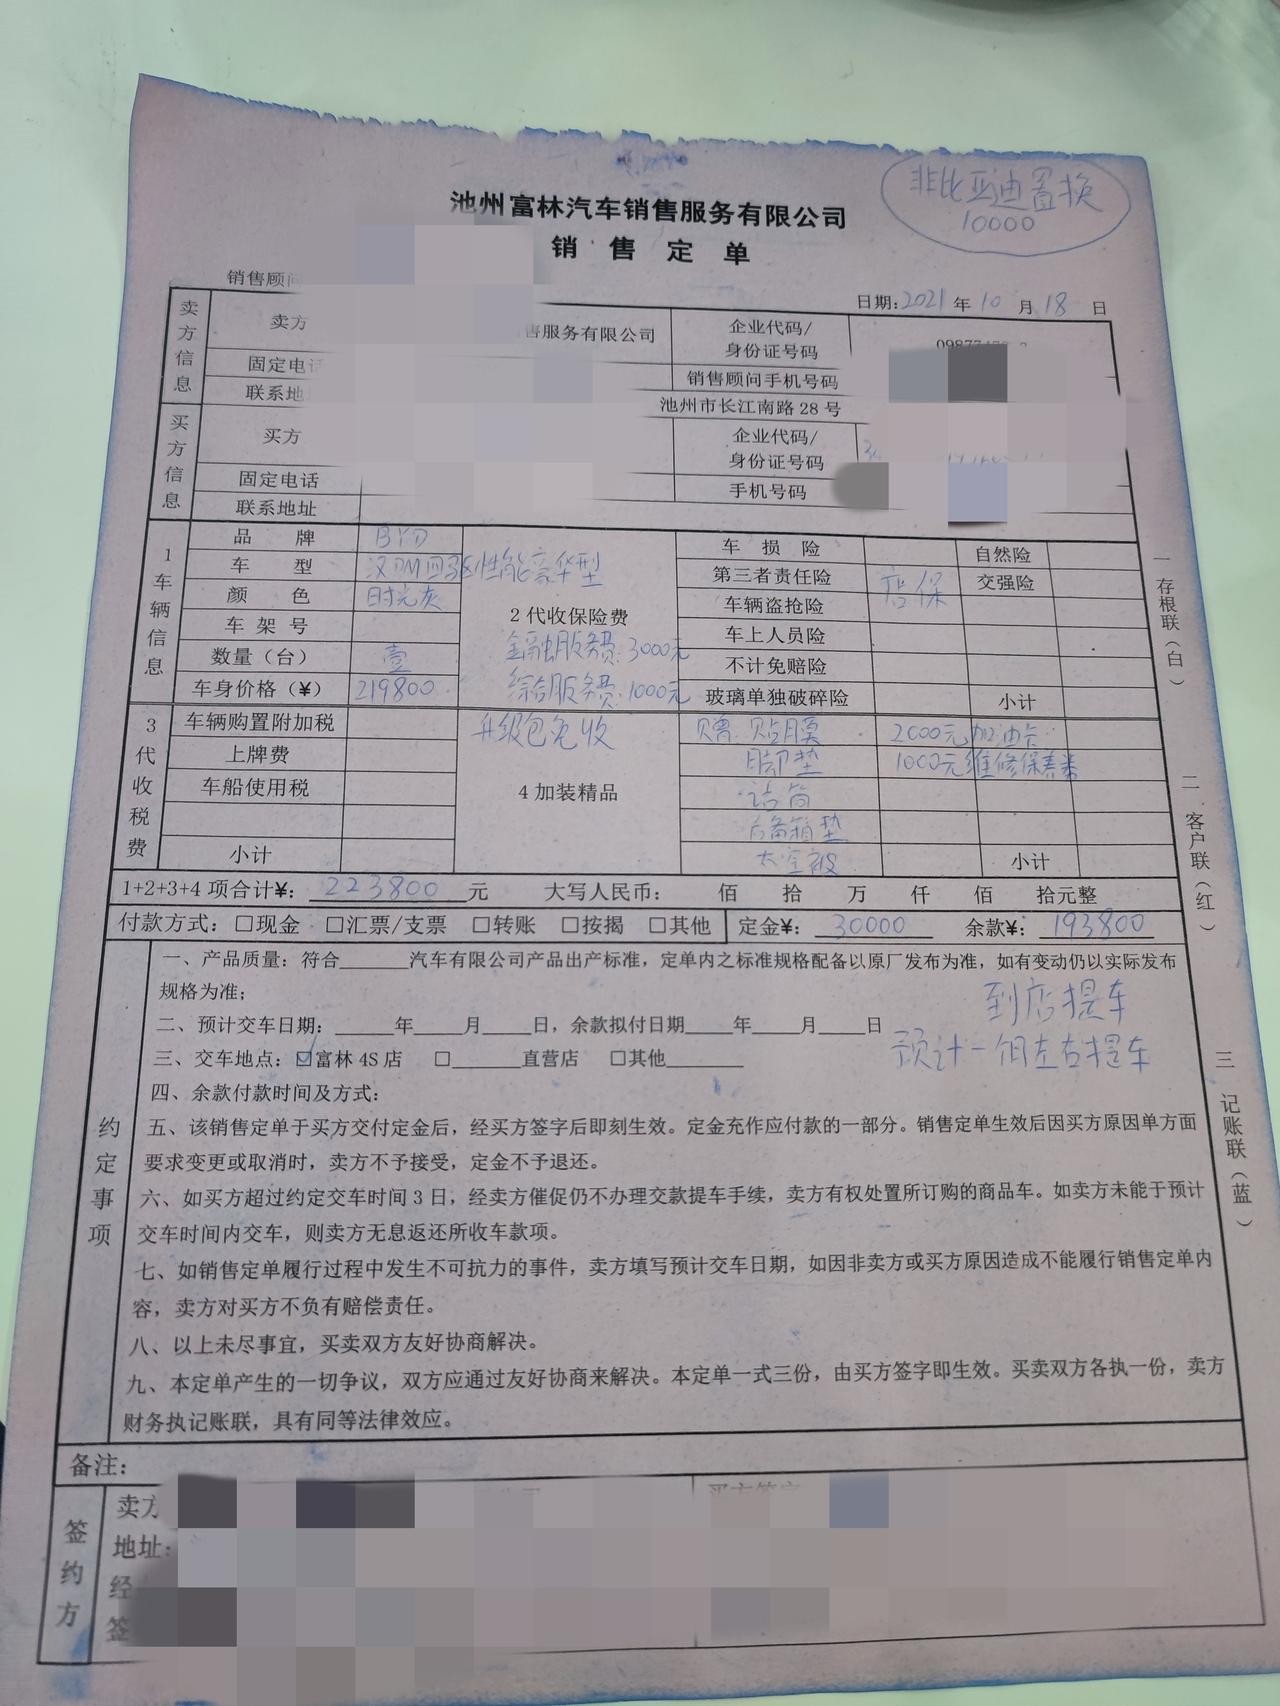 非比亚迪置换
10000
池州富林汽车销售服务有限公司
销售定单
销售顾问
日期:2021年10月18日
卖方信息
卖方
售服务有限公司
企业代码/
身份证号码
固定电话
销售顾问手机号码
联系地
池州市长江南路28号
买方信息
买方
企业代码/
身份证号码
固定电话
手机号码
联系地址
1车辆信息
品牌 BYD
车型 汉DM四驱性能豪华型
颜色 时光灰
车架号
数量（台） 壹
车身价格（¥） 219800
2代收保险费
金融服务费:3000元
综合服务费:1000元
车损险 自然险
第三者责任险 店保 交强险
车辆盗抢险
车上人员险
不计免赔险
玻璃单独破碎险 小计
3代收税费
车辆购置附加税
上牌费
车船使用税
小计
升级包免收
4加装精品
赠:贴膜 2000元加油卡
脚垫 1000元维修保养
后备箱垫
太空被 小计
1+2+3+4项合计¥: 223800 元 大写人民币: 佰 拾 万 仟 佰 拾元整
付款方式: □现金 □汇票/支票 □转账 □按揭 □其他 定金¥: 30000 余款¥: 193800
约定事项
一、产品质量: 符合______汽车有限公司产品出产标准，定单内之标准规格配备以原厂发布为准，如有变动仍以实际发布
规格为准;
到店提车
二、预计交车日期: _____年_____月_____日，余款拟付日期_____年_____月_____日
预计一個左右提车
三、交车地点: ☑富林4S店 □______直营店 □其他______
四、余款付款时间及方式:
五、该销售定单于买方交付定金后，经买方签字后即刻生效。定金充作应付款的一部分。销售定单生效后因买方原因单方面
要求变更或取消时，卖方不予接受，定金不予退还。
六、如买方超过约定交车时间3日，经卖方催促仍不办理交款提车手续，卖方有权处置所订购的商品车。如卖方未能于预计
交车时间内交车，则卖方无息返还所收车款项。
七、如销售定单履行过程中发生不可抗力的事件，卖方填写预计交车日期，如因非卖方或买方原因造成不能履行销售定单内
容，卖方对买方不负有赔偿责任。
八、以上未尽事宜，买卖双方友好协商解决。
九、本定单产生的一切争议，双方应通过友好协商来解决。本定单一式三份，由买方签字即生效。买卖双方各执一份，卖方
财务执记账联，具有同等法律效应。
备注:
签约方
卖方
地址:
一 存根联（白）
二 客户联（红）
三 记账联（蓝）